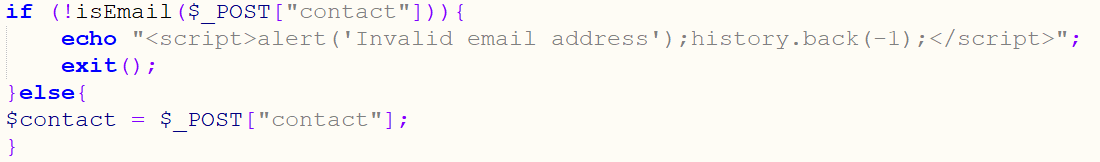 if (!isEmail($_POST["contact"])){
    echo "<script>alert('Invalid email address');history.back(-1);</script>";
    exit();
}else{
$contact = $_POST["contact"];
}